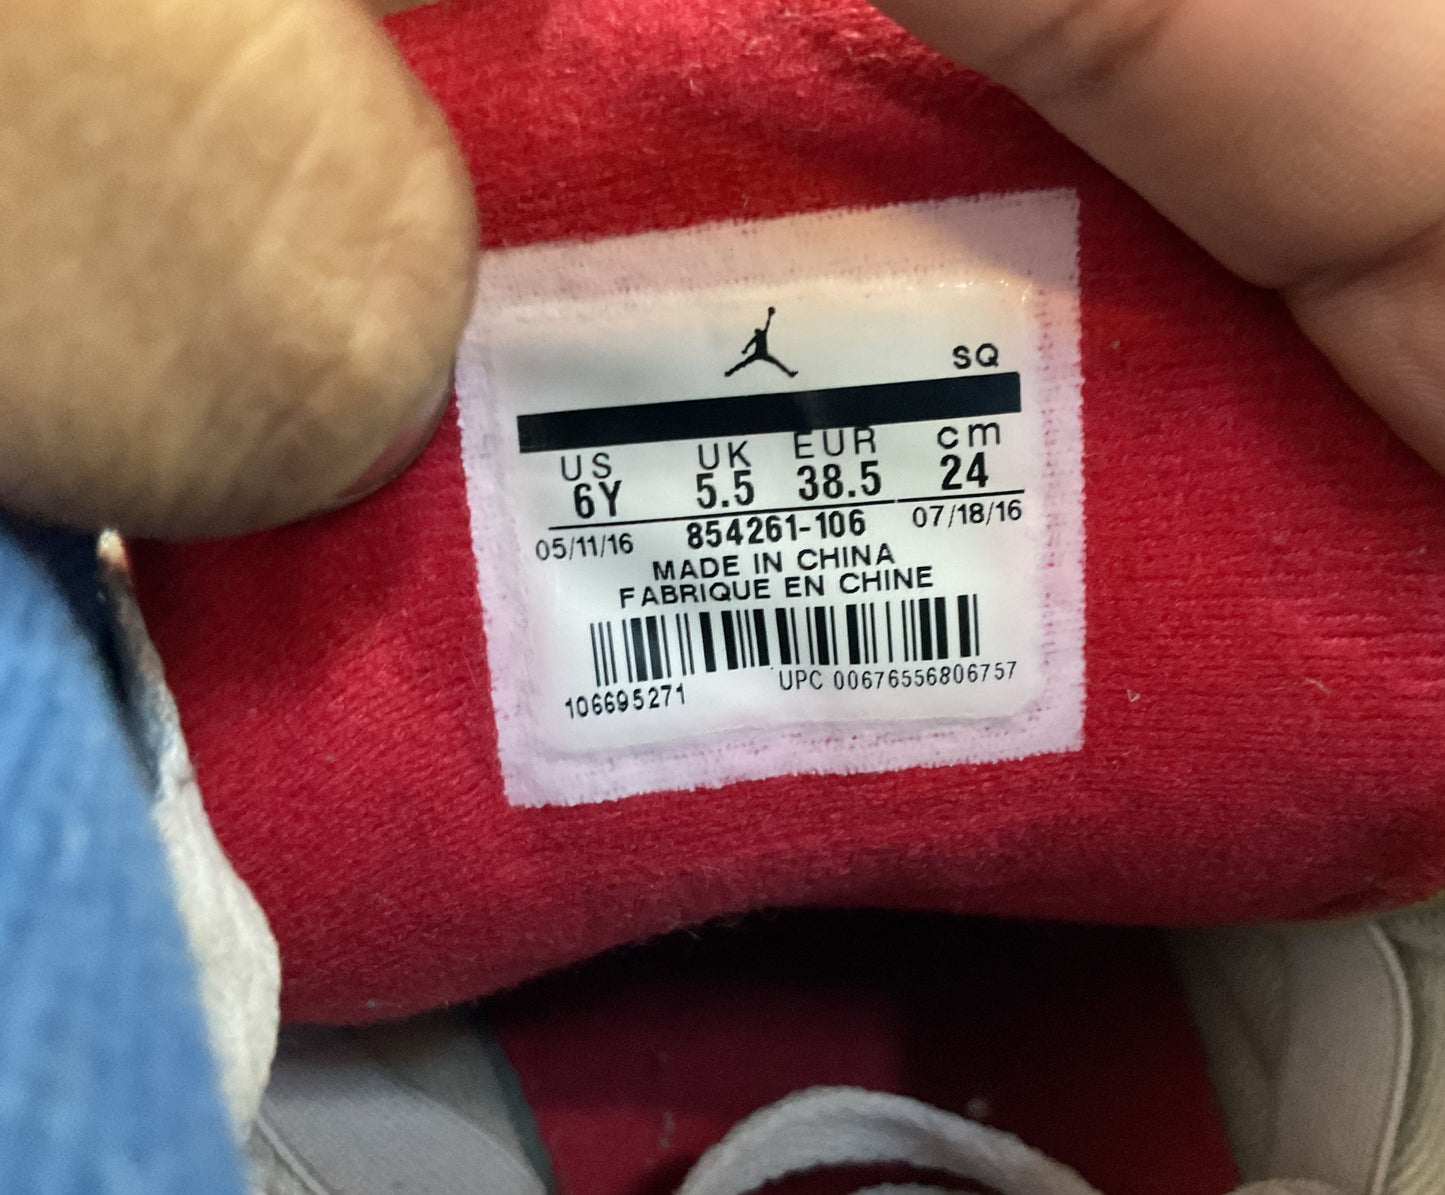 SQ
US UK EUR cm
6Y 5.5 38.5 24
05/11/16 854261-106 07/18/16
MADE IN CHINA
FABRIQUE EN CHINE
106695271 UPC 00676556806757